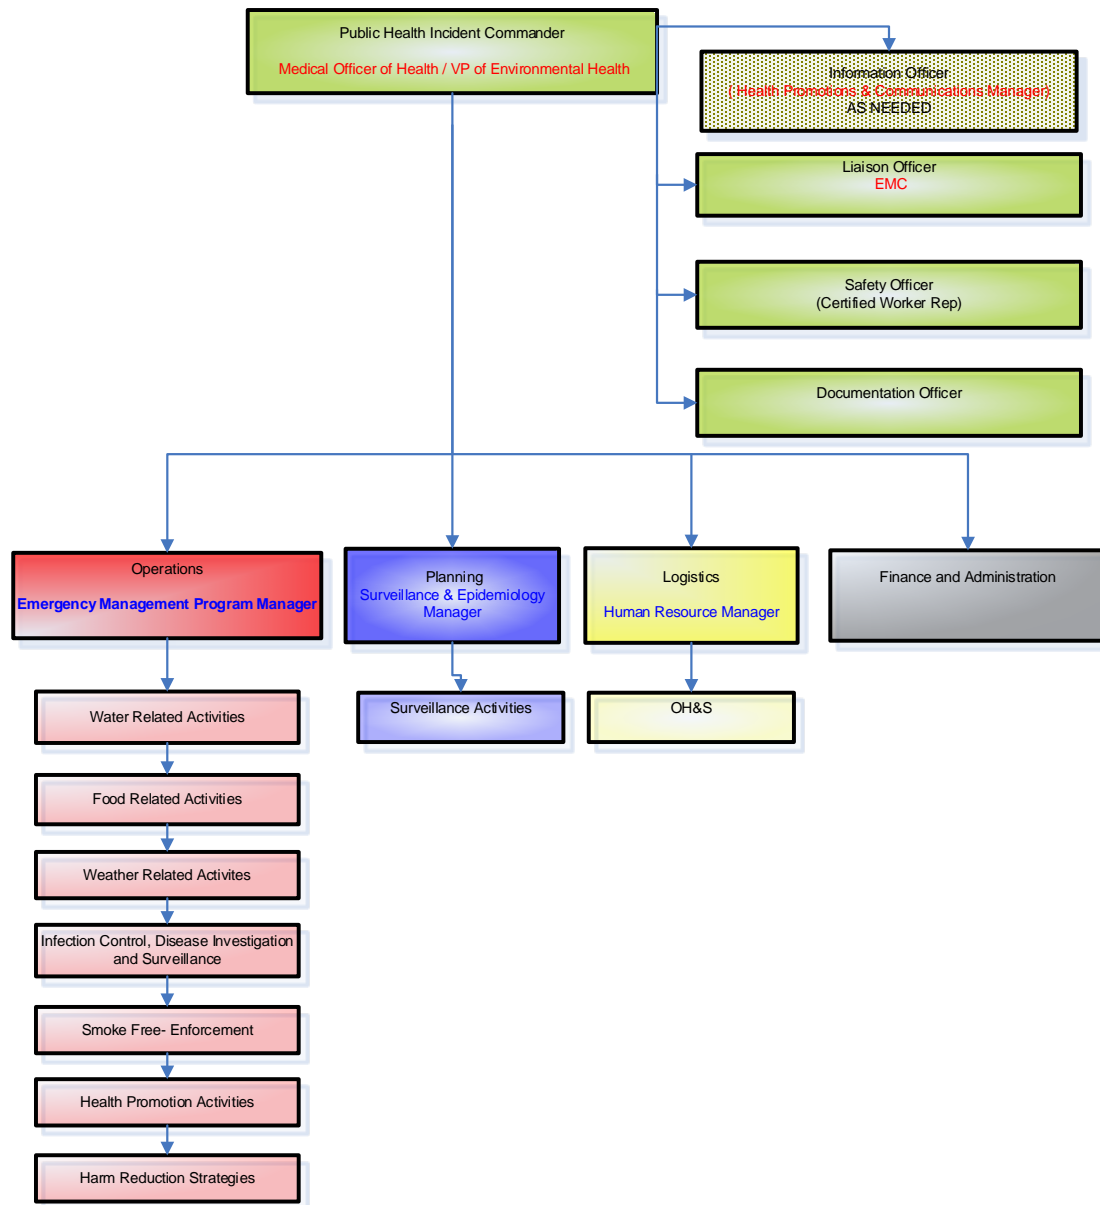 Public Health Incident Commander
Medical Officer of Health / VP of Environmental Health
Information Officer
( Health Promotions & Communications Manager)
AS NEEDED
Liaison Officer
EMC
Safety Officer
(Certified Worker Rep)
Documentation Officer
Operations
Emergency Management Program Manager
Planning
Surveillance & Epidemiology
Manager
Logistics
Human Resource Manager
Finance and Administration
Water Related Activities
Surveillance Activities
OH&S
Food Related Activities
Weather Related Activites
Infection Control, Disease Investigation
and Surveillance
Smoke Free- Enforcement
Health Promotion Activities
Harm Reduction Strategies